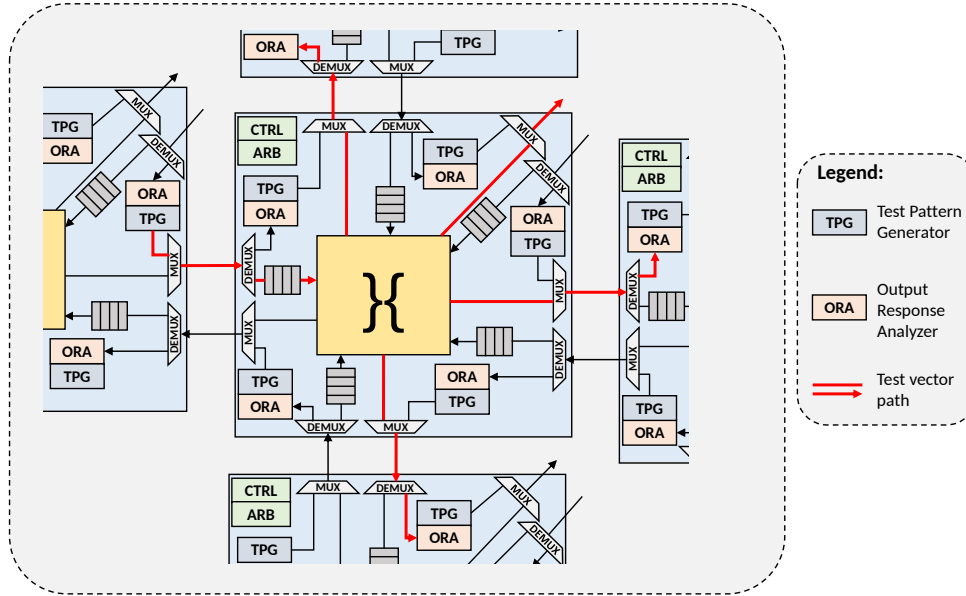 ORA
DEMUX
MUX
TPG
MUX
DEMUX
TPG
ORA
ORA
TPG
MUX
DEMUX
ORA
TPG
CTRL
ARB
MUX
DEMUX
TPG
ORA
MUX
DEMUX
TPG
ORA
ORA
TPG
DEMUX
MUX
MUX
DEMUX
ORA
TPG
TPG
ORA
DEMUX
MUX
CTRL
ARB
TPG
ORA
DEMUX
MUX
TPG
ORA
CTRL
ARB
MUX
DEMUX
TPG
ORA
MUX
DEMUX
TPG
Legend:
TPG
Test Pattern
Generator
ORA
Output
Response
Analyzer
Test vector
path